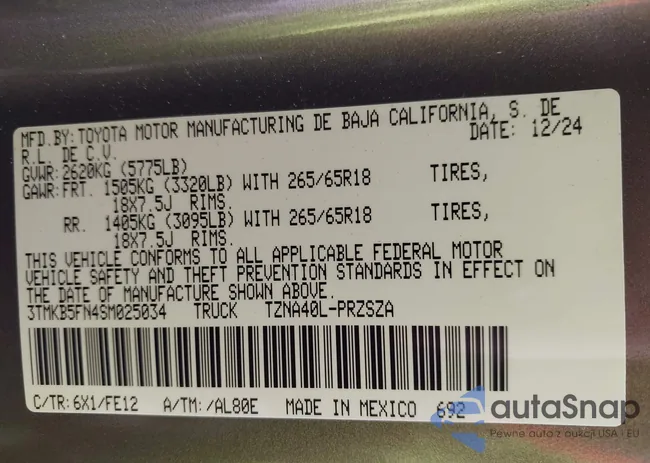 MFD.BY:TOYOTA MOTOR MANUFACTURING DE BAJA CALIFORNIA, S. DE
R.L. DE C.V. DATE: 12/24
GVWR:2620KG (5775LB)
GAWR:FRT. 1505KG (3320LB) WITH 265/65R18 TIRES,
18X7.5J RIMS.
RR. 1405KG (3095LB) WITH 265/65R18 TIRES,
18X7.5J RIMS.
THIS VEHICLE CONFORMS TO ALL APPLICABLE FEDERAL MOTOR
VEHICLE SAFETY AND THEFT PREVENTION STANDARDS IN EFFECT ON
THE DATE OF MANUFACTURE SHOWN ABOVE.
3TMKB5FN4SM025034 TRUCK TZNA40L-PRZSZA
C/TR:6X1/FE12 A/TM:/AL80E MADE IN MEXICO 692
autaSnap
Pewne auta z aukcji USA i EU